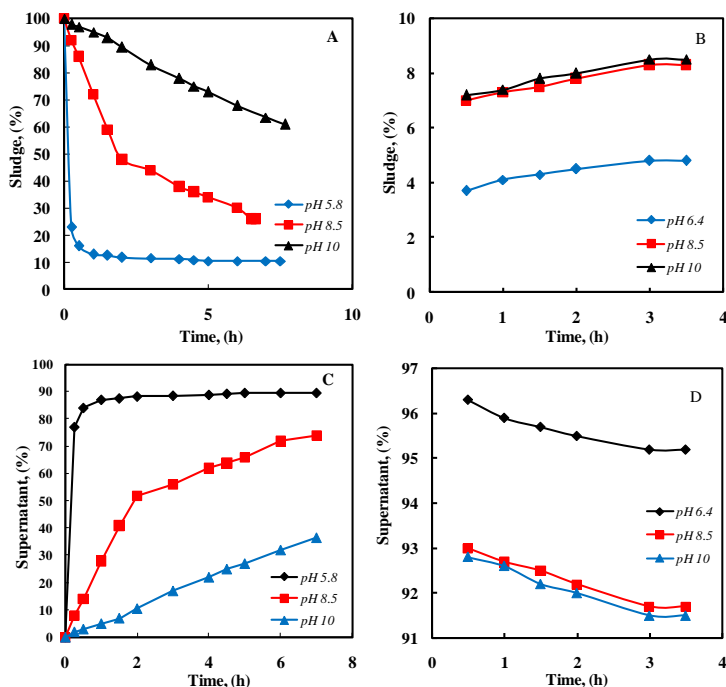 A
Sludge, (%)
100
90
80
70
60
50
40
30
20
10
0
pH 5.8
pH 8.5
pH 10
0 5 10
Time, (h)
B
Sludge, (%)
10
8
6
4
2
0
pH 6.4
pH 8.5
pH 10
0 1 2 3 4
Time, (h)
C
Supernatant, (%)
100
90
80
70
60
50
40
30
20
10
0
pH 5.8
pH 8.5
pH 10
0 2 4 6 8
Time, (h)
D
Supernatant, (%)
97
96
95
94
93
92
91
pH 6.4
pH 8.5
pH 10
0 1 2 3 4
Time, (h)